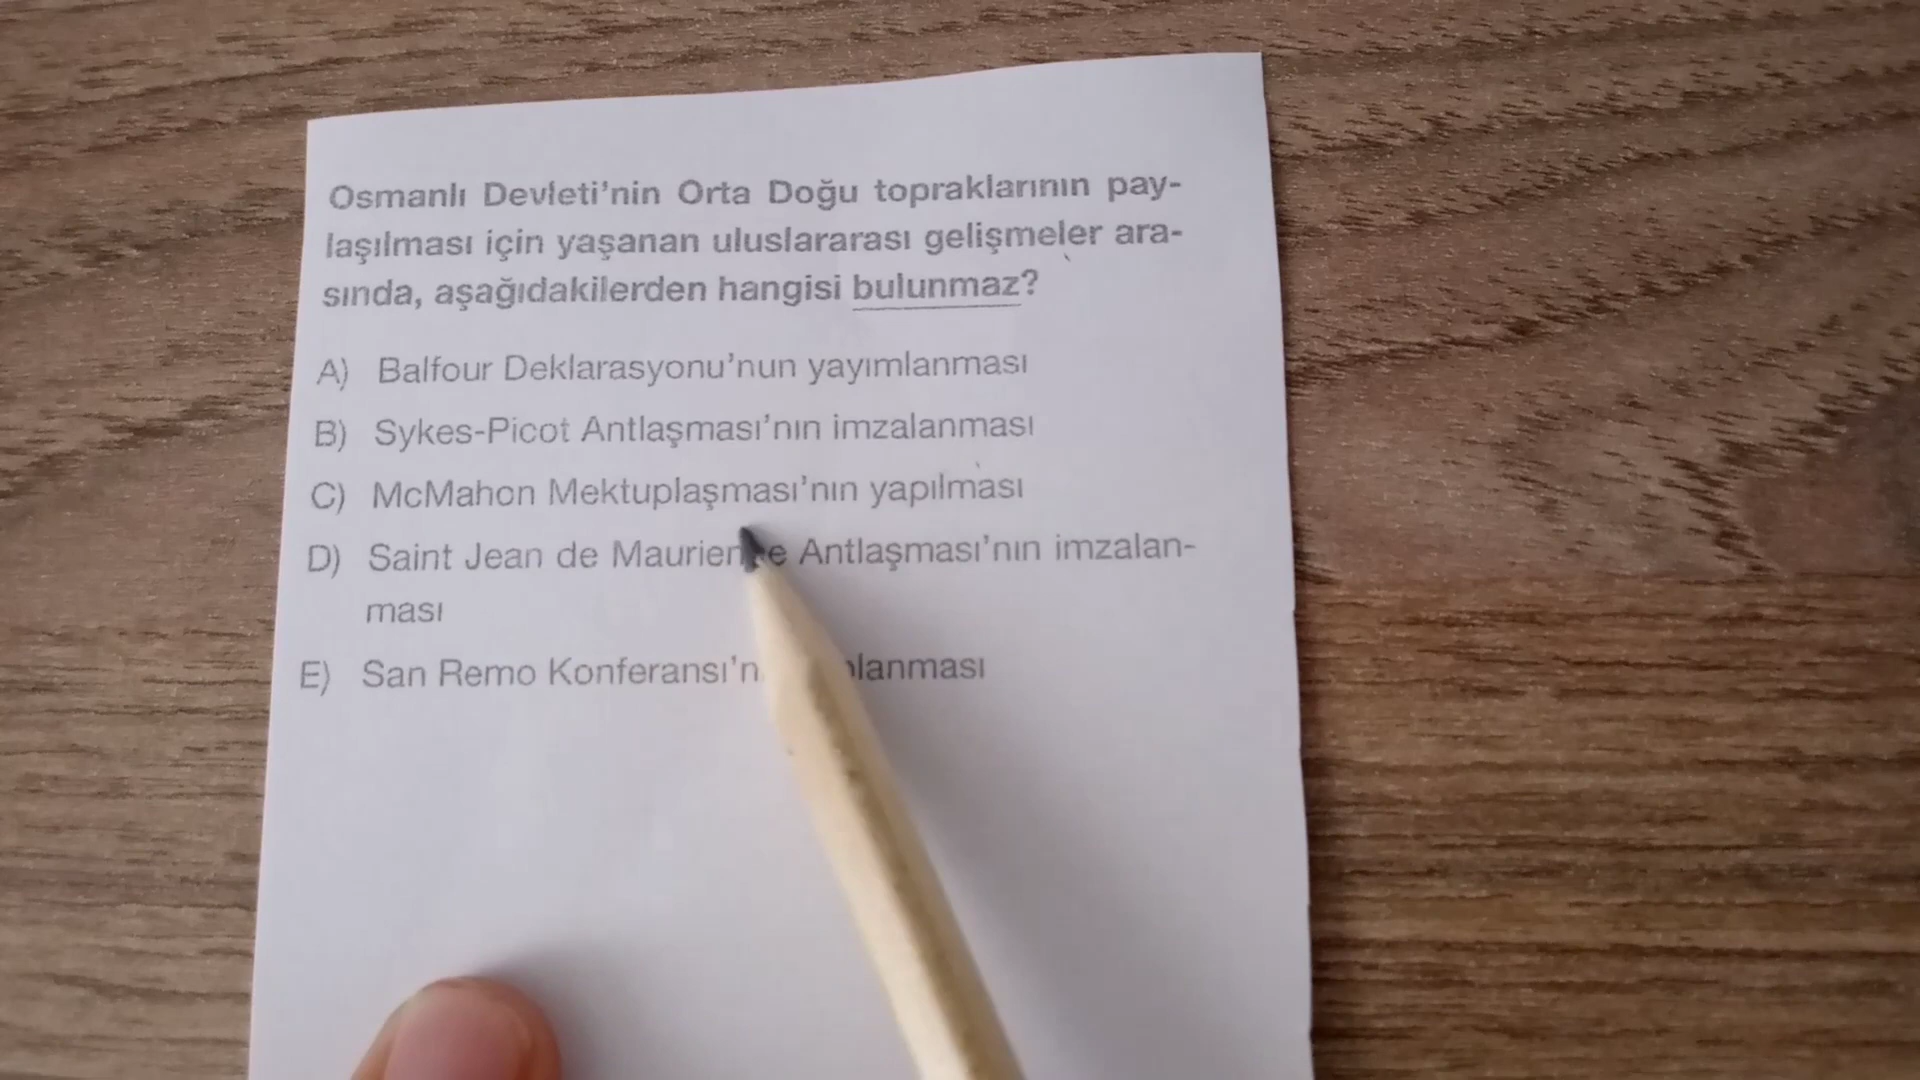 Osmanlı Devleti'nin Orta Doğu topraklarının pay-
laşılması için yaşanan uluslararası gelişmeler ara-
sında, aşağıdakilerden hangisi bulunmaz?
A) Balfour Deklarasyonu'nun yayımlanması
B) Sykes-Picot Antlaşması'nın imzalanması
C) McMahon Mektuplaşması'nın yapılması
D) Saint Jean de Antlaşması'nın imzalan-
ması
E) San Remo